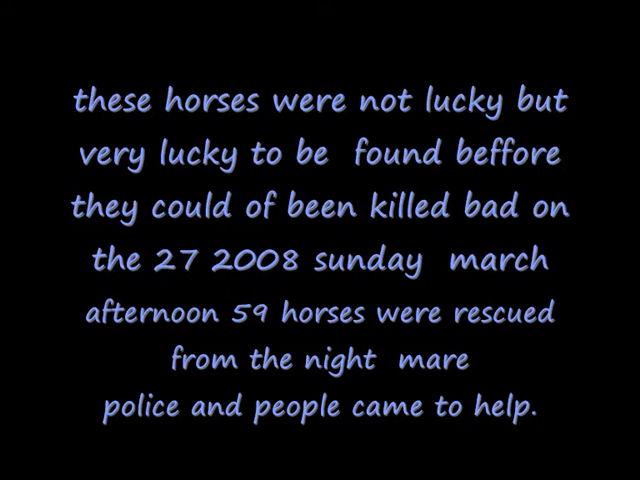 these horses were not lucky but
very lucky to be found beffore
they could of been killed bad on
the 27 2008 sunday march
afternoon 59 horses were rescued
from the night mare
police and people came to help.